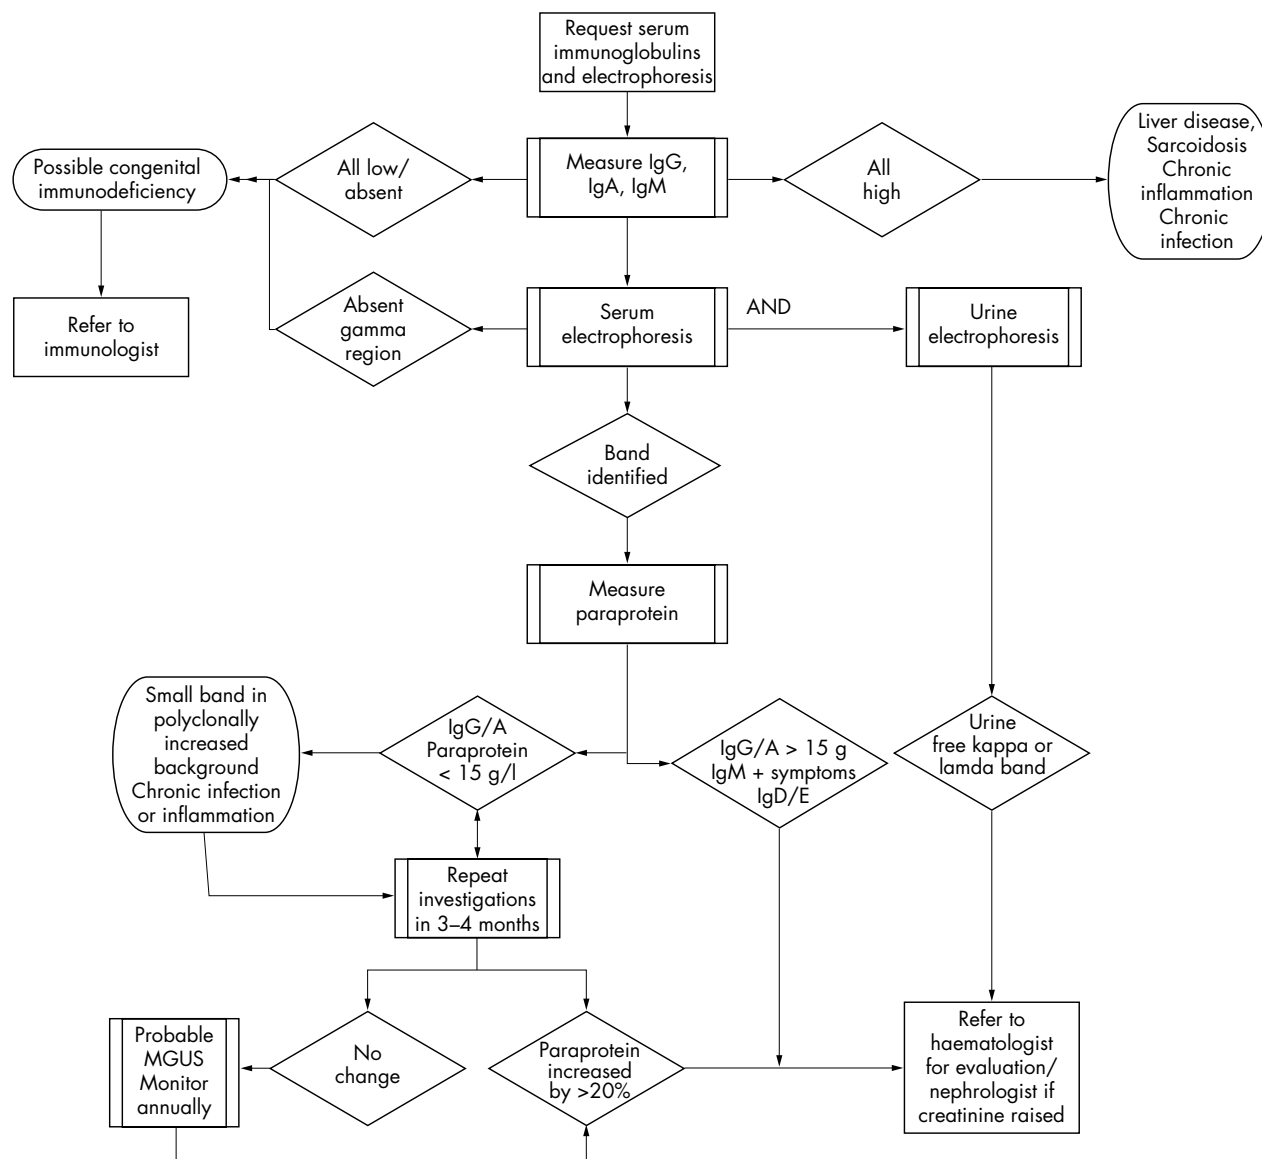 Request serum
immunoglobulins
and electrophoresis
Possible congenital
immunodeficiency
All low/
absent
Measure IgG,
IgA, IgM
All
high
Liver disease,
Sarcoidosis
Chronic
inflammation
Chronic
infection
Refer to
immunologist
Absent
gamma
region
Serum
electrophoresis
AND
Urine
electrophoresis
Band
identified
Measure
paraprotein
Small band in
polyclonally
increased
background
Chronic infection
or inflammation
IgG/A
Paraprotein
< 15 g/l
IgG/A > 15 g
IgM + symptoms
IgD/E
Urine
free kappa or
lamda band
Repeat
investigations
in 3–4 months
Probable
MGUS
Monitor
annually
No
change
Paraprotein
increased
by >20%
Refer to
haematologist
for evaluation/
nephrologist if
creatinine raised